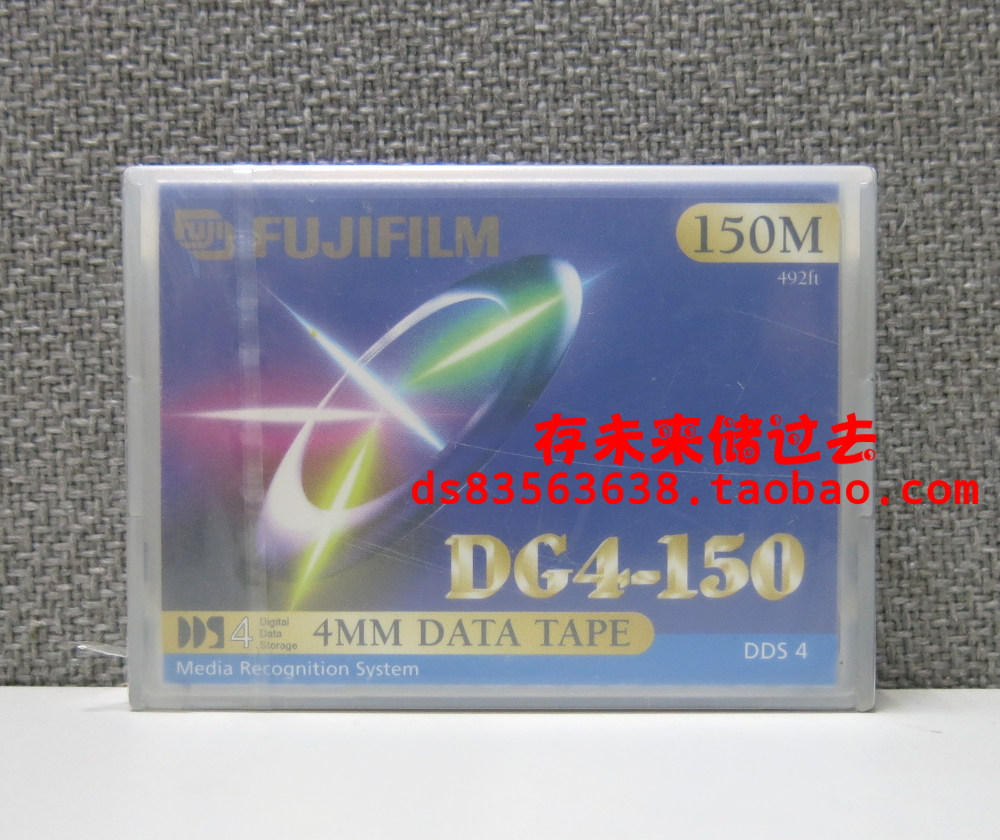 Fuji FUJIFILM
150M
492ft
存未来储过去
ds83563638.taobao.com
DG4-150
DDS 4 Digital Data Storage
4MM DATA TAPE
DDS 4
Media Recognition System